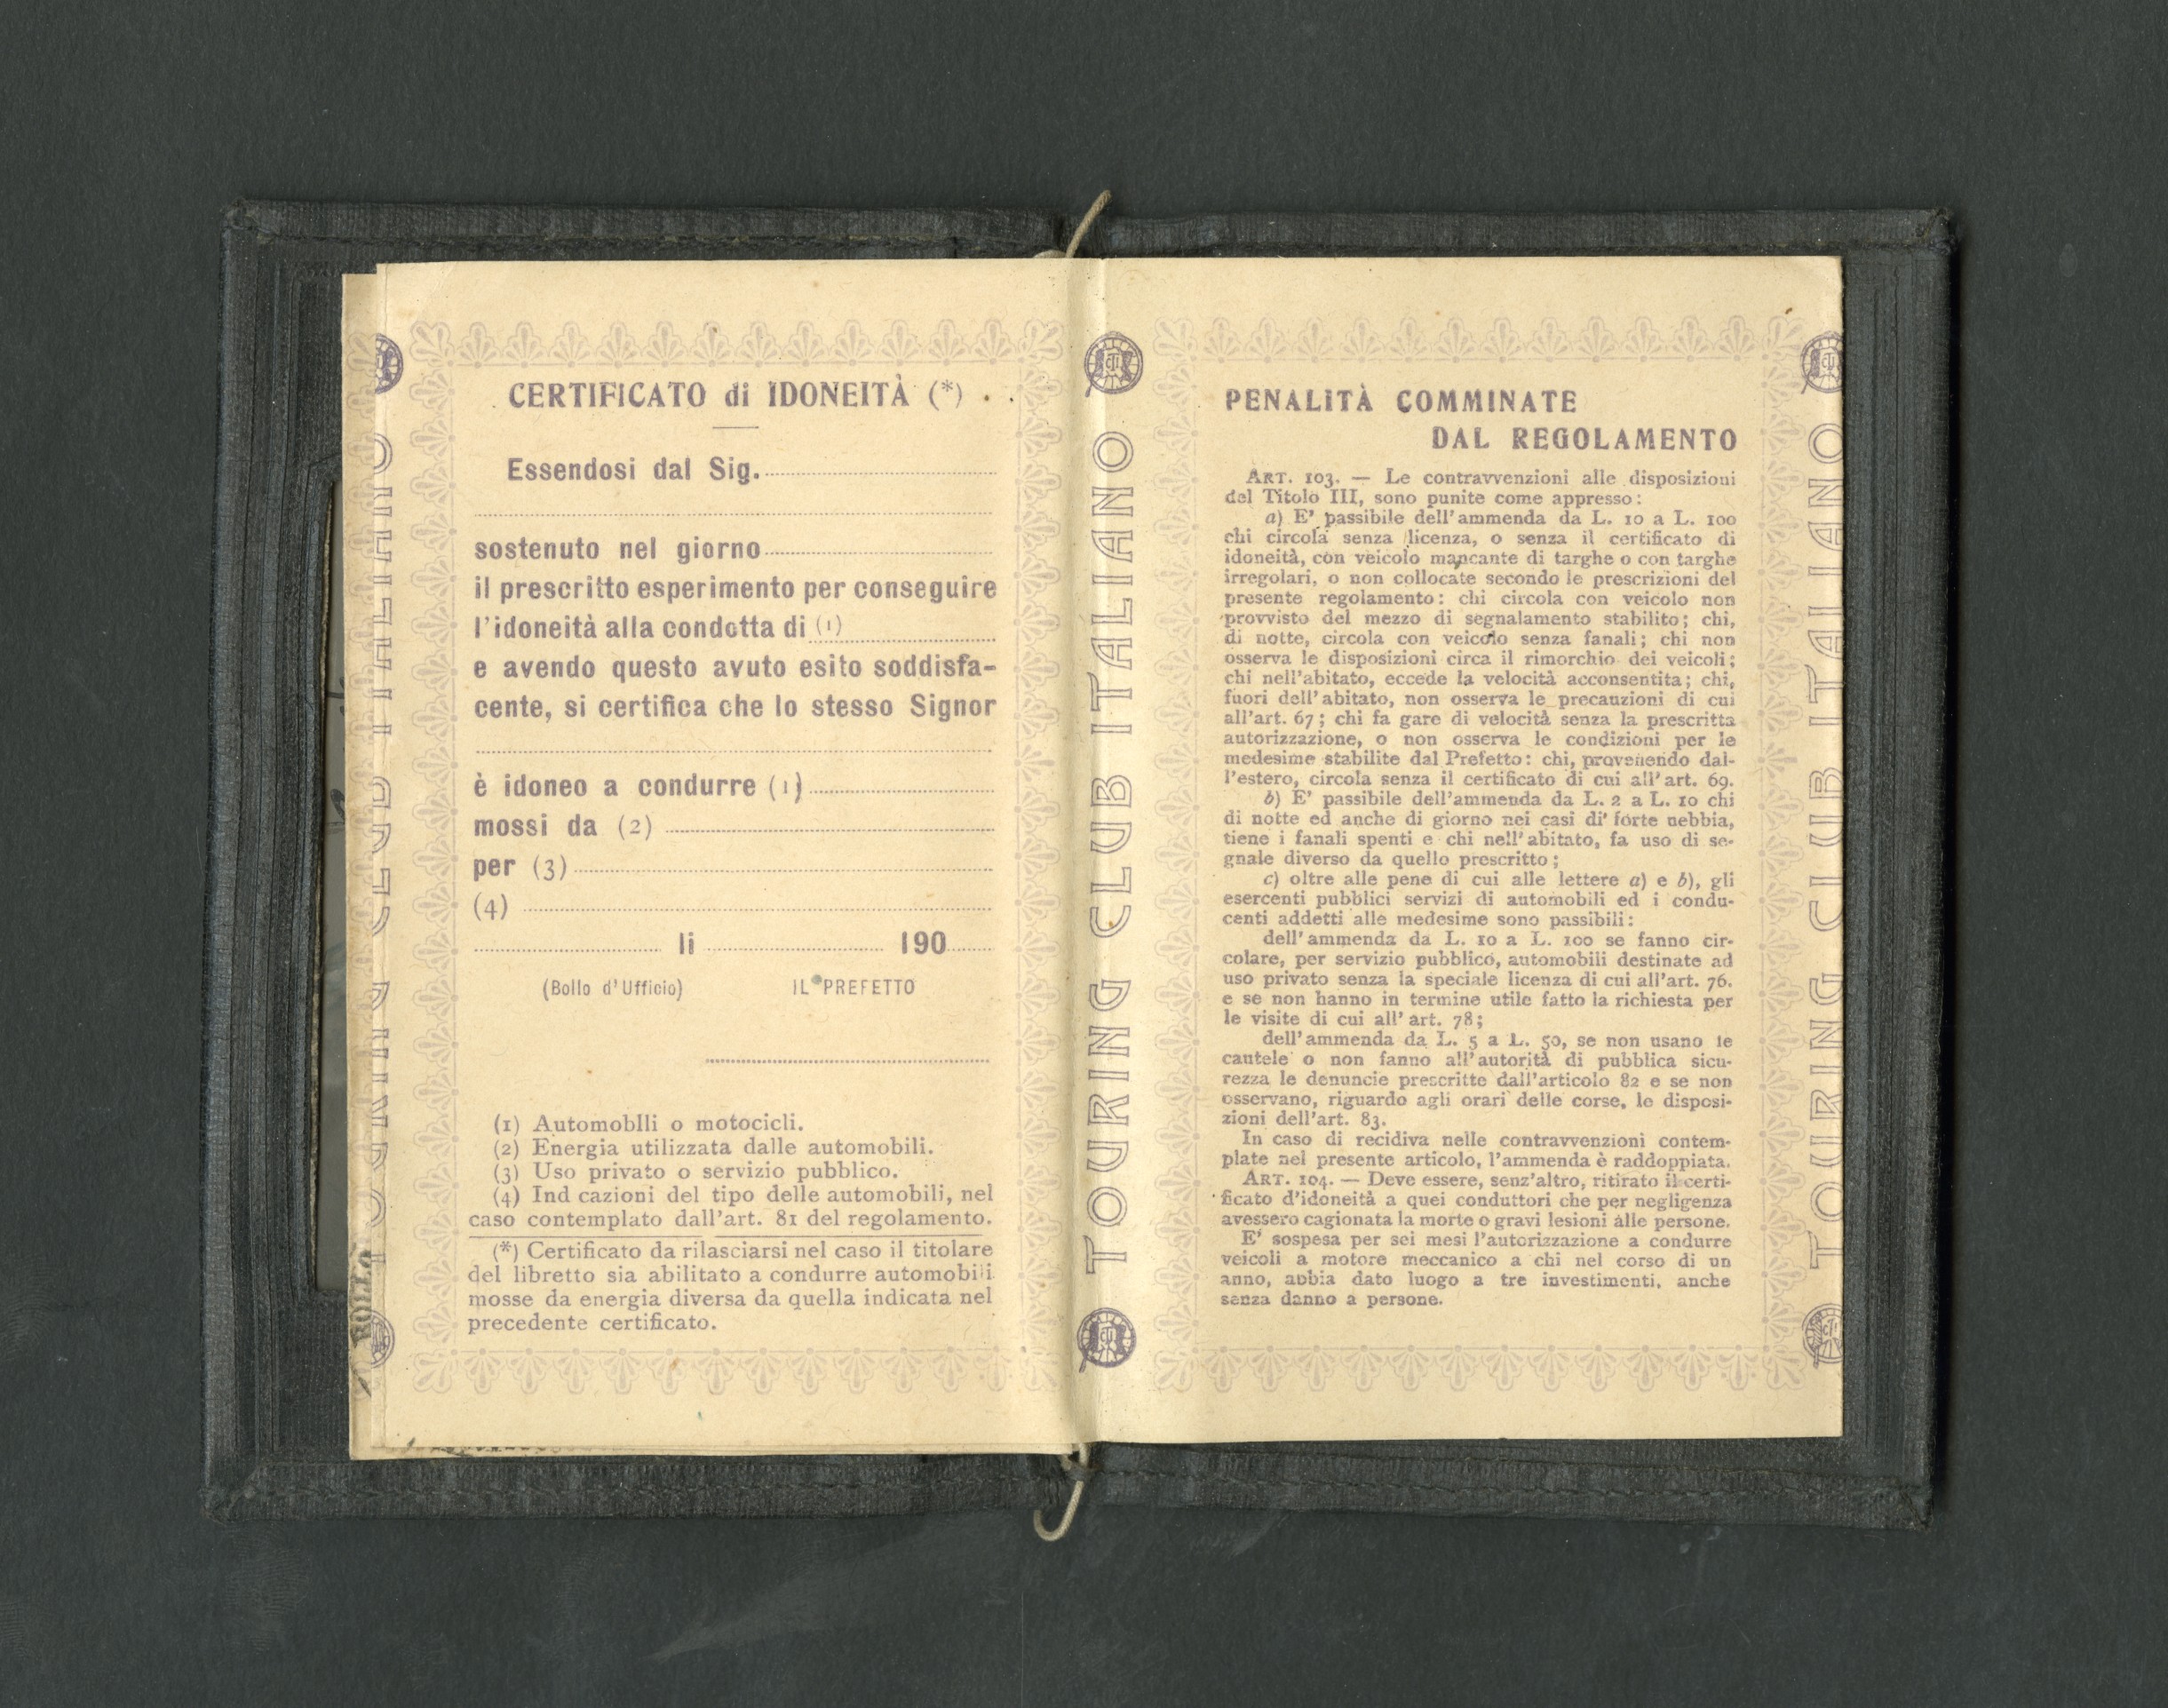 CERTIFICATO di IDONEITÀ (*)
Essendosi dal Sig.
sostenuto nel giorno
il prescritto esperimento per conseguire
l'idoneità alla condotta di (1)
e avendo questo avuto esito soddisfa-
cente, si certifica che lo stesso Signor
è idoneo a condurre (1)
mossi da (2)
per (3)
(4)
li 190
(Bollo d'Ufficio) IL PREFETTO
(1) Automobili o motocicli.
(2) Energia utilizzata dalle automobili.
(3) Uso privato o servizio pubblico.
(4) Ind cazioni del tipo delle automobili, nel
caso contemplato dall'art. 81 del regolamento.
(*) Certificato da rilasciarsi nel caso il titolare
del libretto sia abilitato a condurre automobili
mosse da energia diversa da quella indicata nel
precedente certificato.
BOLLO
TOURING CLUB ITALIANO
PENALITÀ COMMINATE
DAL REGOLAMENTO
ART. 103. — Le contravvenzioni alle disposizioni
del Titolo III, sono punite come appresso:
a) E' passibile dell'ammenda da L. 10 a L. 100
chi circola senza licenza, o senza il certificato di
idoneità, con veicolo mancante di targhe o con targhe
irregolari, o non collocate secondo le prescrizioni del
presente regolamento: chi circola con veicolo non
provvisto del mezzo di segnalamento stabilito; chi,
di notte, circola con veicolo senza fanali; chi non
osserva le disposizioni circa il rimorchio dei veicoli;
chi nell'abitato, eccede la velocità acconsentita; chi,
fuori dell'abitato, non osserva le precauzioni di cui
all'art. 67; chi fa gare di velocità senza la prescritta
autorizzazione, o non osserva le condizioni per le
medesime stabilite dal Prefetto: chi, provenendo dal-
l'estero, circola senza il certificato di cui all'art. 69.
b) E' passibile dell'ammenda da L. 2 a L. 10 chi
di notte ed anche di giorno nei casi di forte nebbia,
tiene i fanali spenti e chi nell'abitato, fa uso di se-
gnale diverso da quello prescritto;
c) oltre alle pene di cui alle lettere a) e b), gli
esercenti pubblici servizi di automobili ed i condu-
centi addetti alle medesime sono passibili:
dell'ammenda da L. 10 a L. 100 se fanno cir-
colare, per servizio pubblico, automobili destinate ad
uso privato senza la speciale licenza di cui all'art. 76.
e se non hanno in termine utile fatto la richiesta per
le visite di cui all'art. 78;
dell'ammenda da L. 5 a L. 50, se non usano le
cautele o non fanno all'autorità di pubblica sicu-
rezza le denuncie prescritte dall'articolo 82 e se non
osservano, riguardo agli orari delle corse, le disposi-
zioni dell'art. 83.
In caso di recidiva nelle contravvenzioni contem-
plate nel presente articolo, l'ammenda è raddoppiata.
ART. 104. — Deve essere, senz'altro, ritirato il certi-
ficato d'idoneità a quei conduttori che per negligenza
avessero cagionata la morte o gravi lesioni alle persone.
E' sospesa per sei mesi l'autorizzazione a condurre
veicoli a motore meccanico a chi nel corso di un
anno, abbia dato luogo a tre investimenti, anche
senza danno a persone.
TOURING CLUB ITALIANO